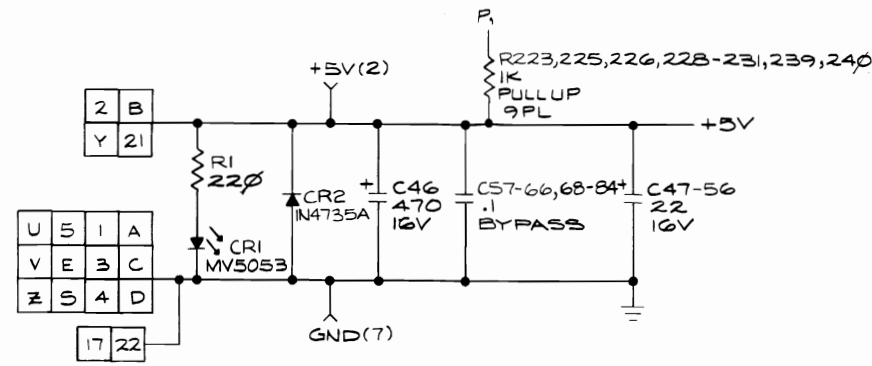 P1
R223,225,226,228-231,239,240
1K
PULLUP
9PL
+5V(2)
2 B
Y 21
+5V
R1
220
CR2
1N4735A
+ C46
470
16V
C57-66,68-84
.1
BYPASS
+ C47-56
22
16V
CR1
MV5053
U 5 1 A
V E 3 C
Z S 4 D
17 22
GND(7)